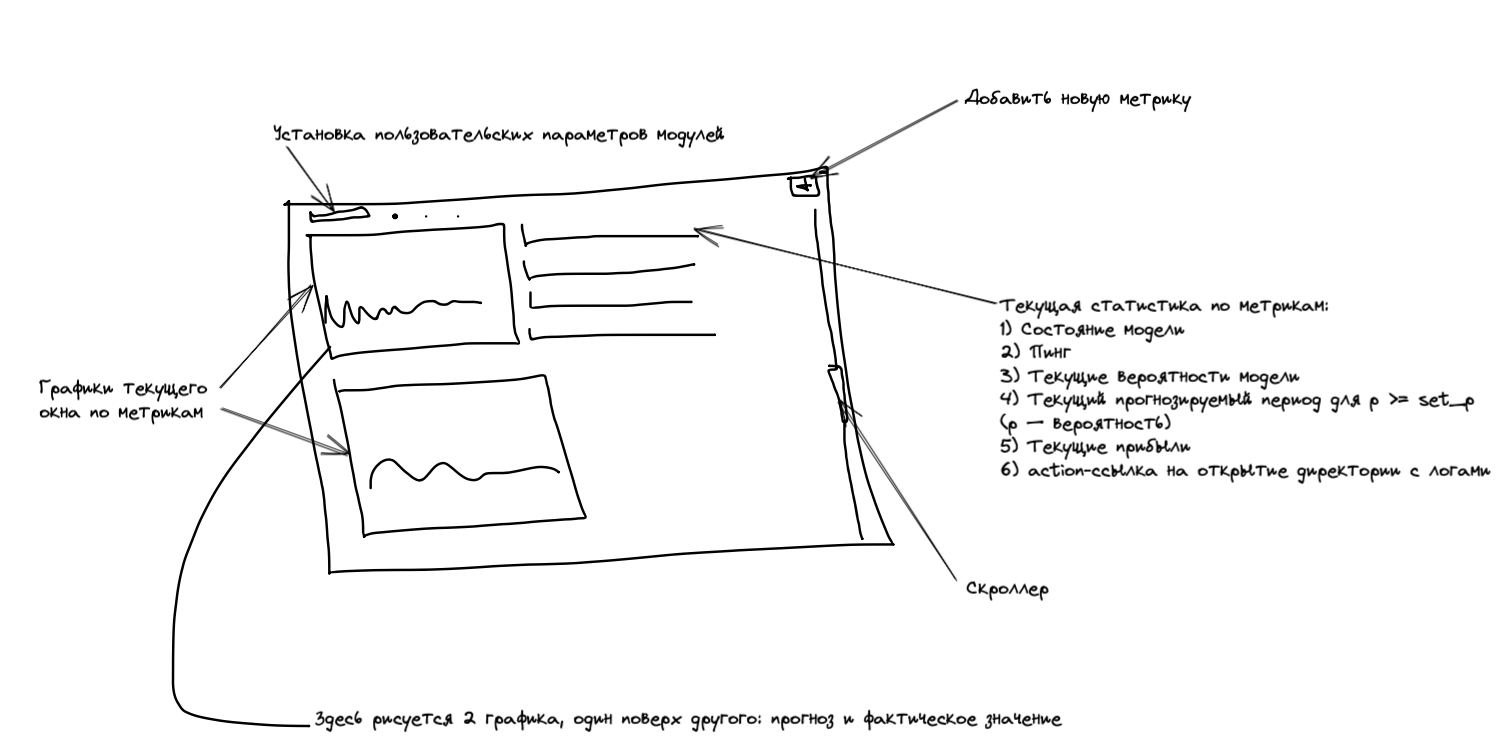 Добавить новую метрику
Установка пользовательских параметров модулей
+
Текущая статистика по метрикам:
1) Состояние модели
2) Пинг
3) Текущие вероятности модели
4) Текущий прогнозируемый период для p >= set_p
(p — вероятность)
5) Текущие прибыли
6) action-ссылка на открытие директории с логами
Графики текущего
окна по метрикам
Скроллер
Здесь рисуется 2 графика, один поверх другого: прогноз и фактическое значение